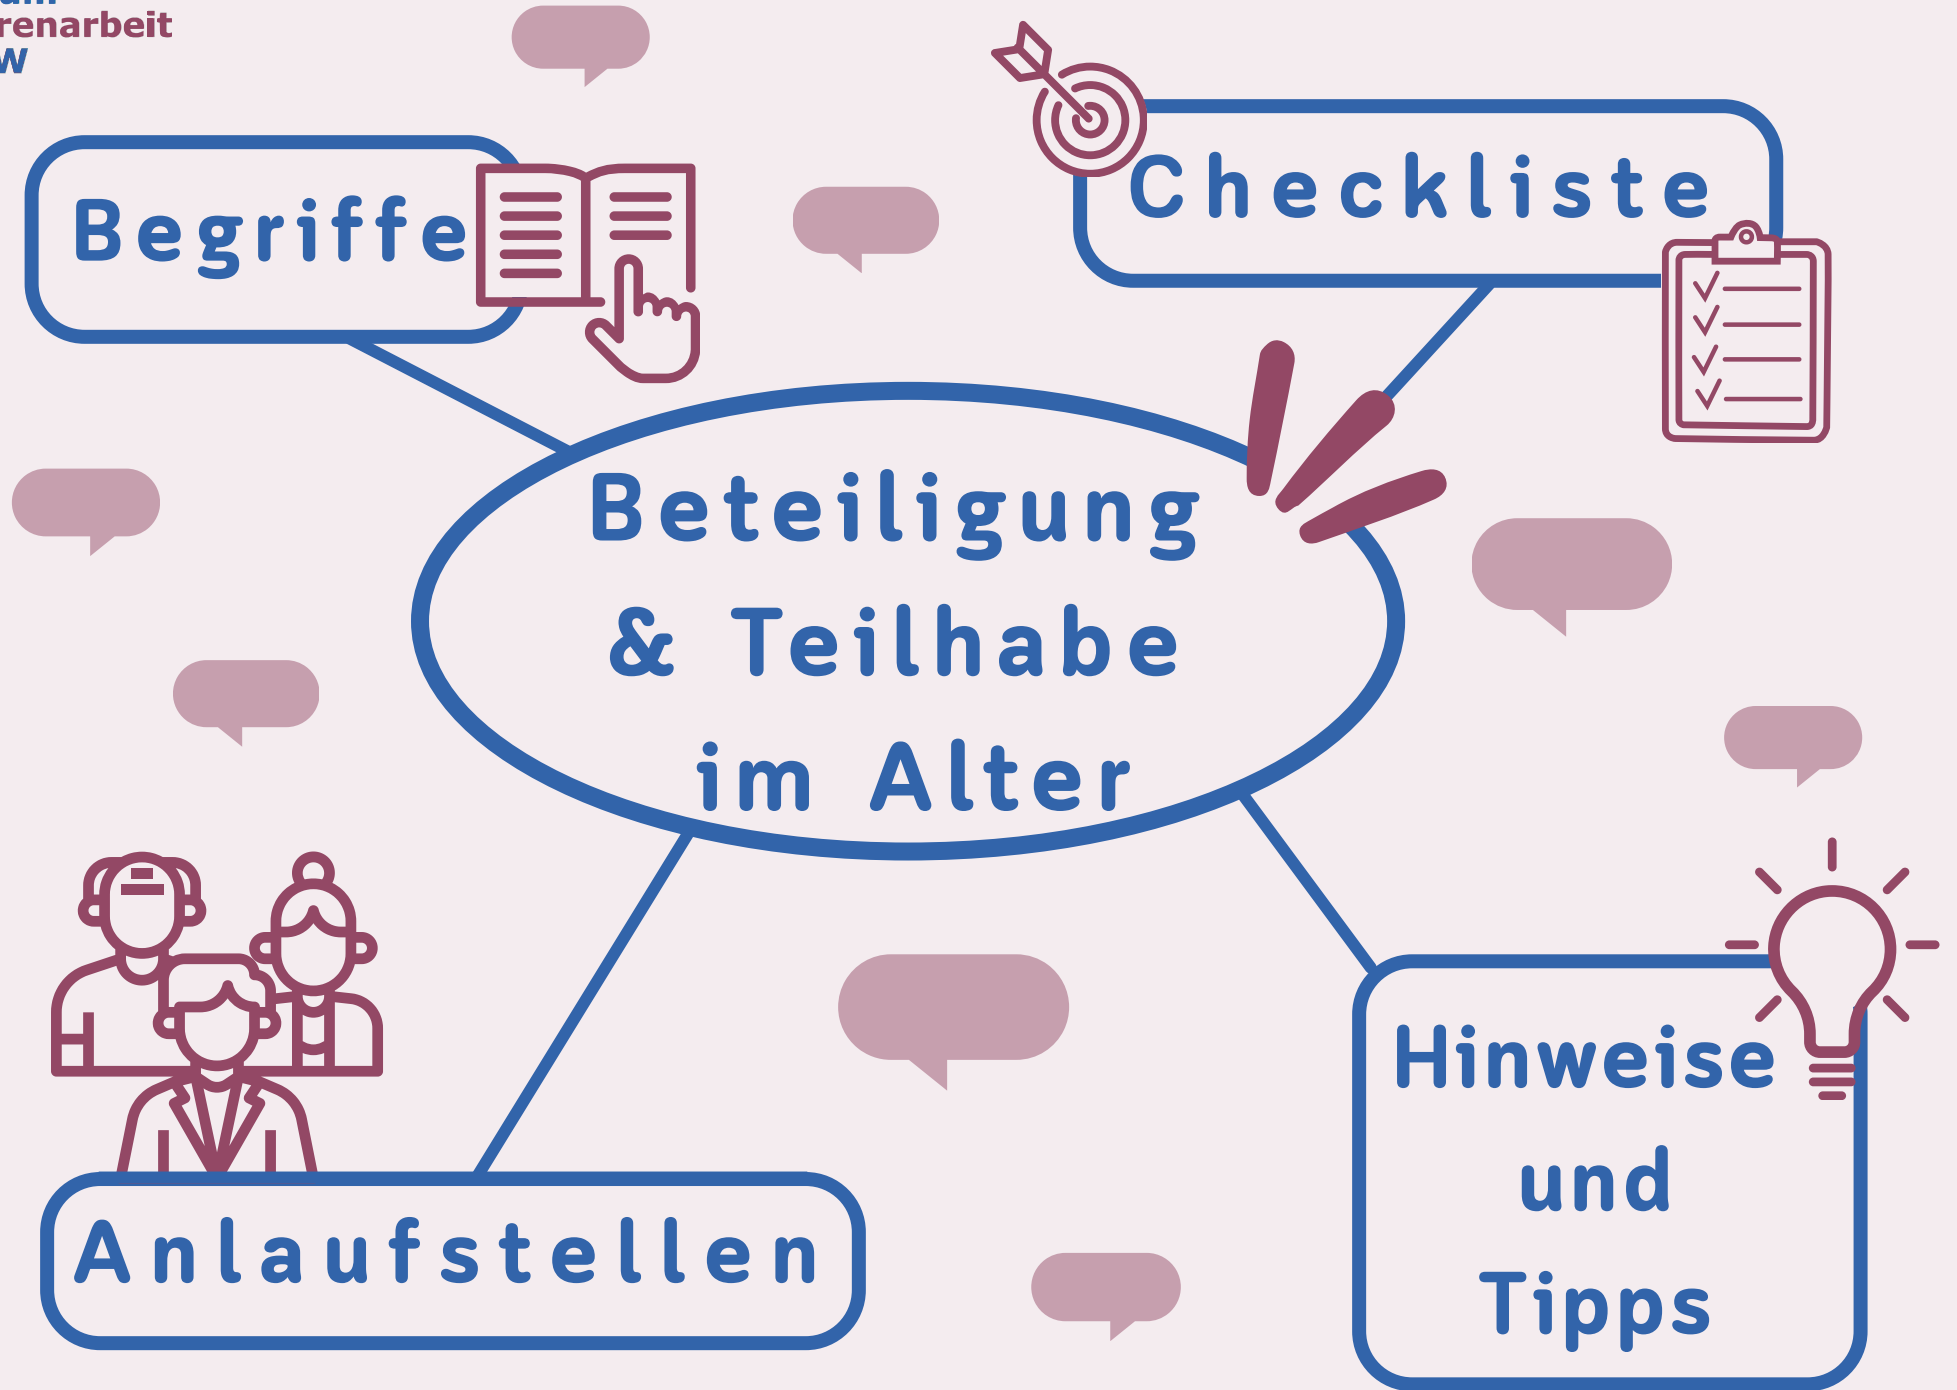 renarbeit
W
Begriffe
Checkliste
Beteiligung
& Teilhabe
im Alter
Anlaufstellen
Hinweise
und
Tipps